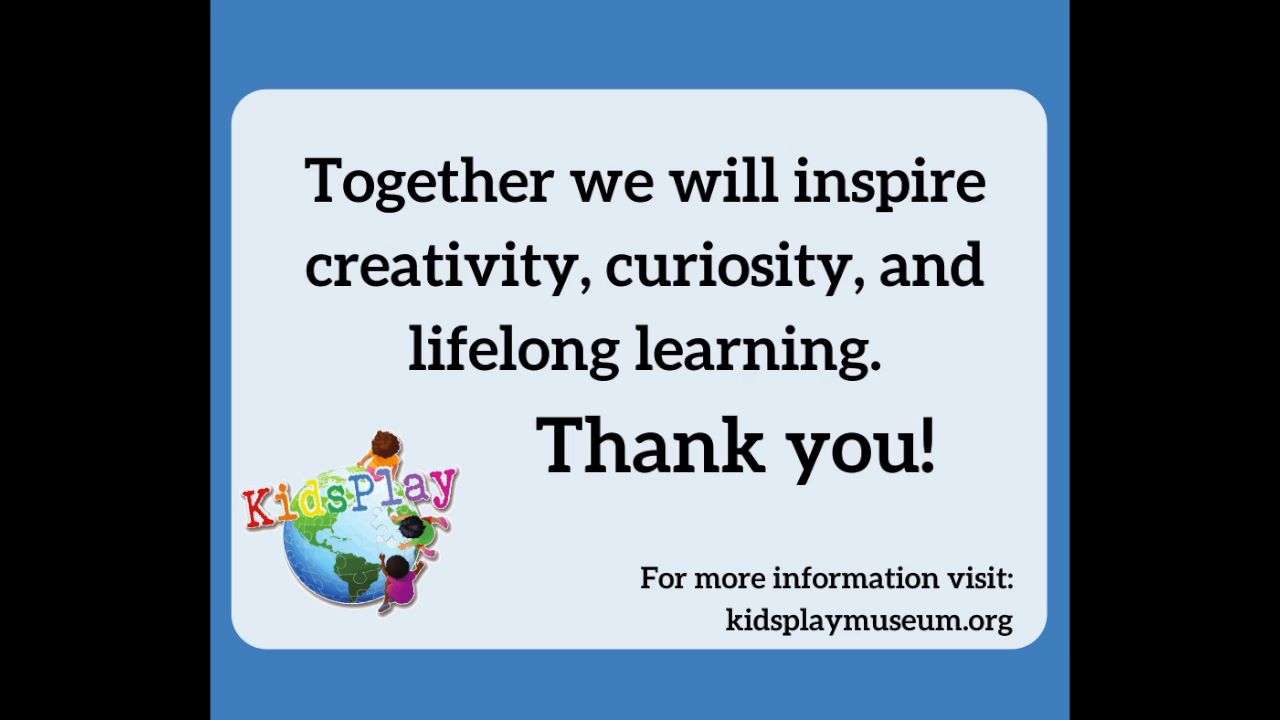 Together we will inspire
creativity, curiosity, and
lifelong learning.
Thank you!
KidsPlay
For more information visit:
kidsplaymuseum.org